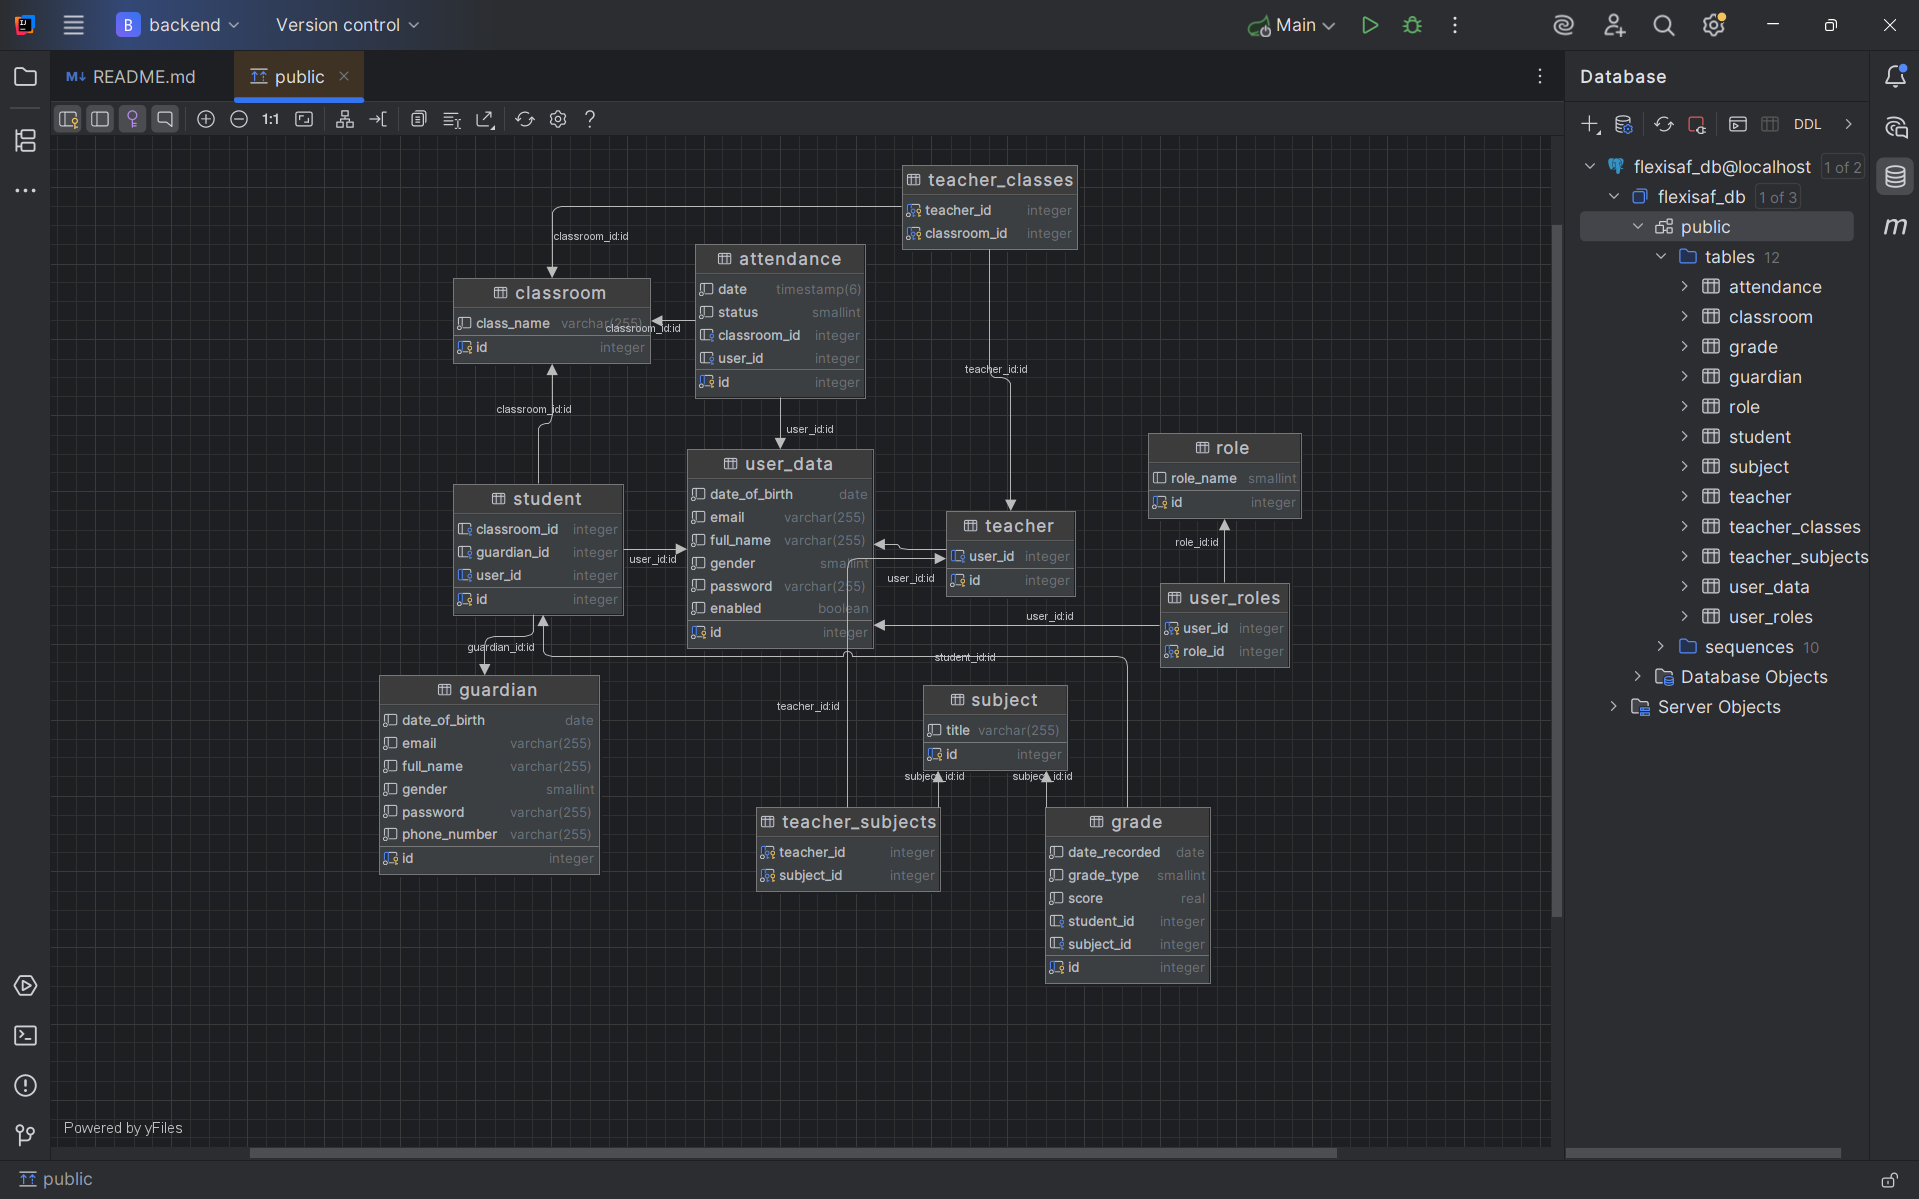 B backend
Version control
Main
README.md
public
1:1
?
teacher_classes
teacher_id integer
classroom_id integer
classroom_id:id
attendance
date timestamp(6)
status smallint
classroom_id integer
user_id integer
id integer
classroom
class_name varchar(255)
id integer
classroom_id:id
teacher_id:id
classroom_id:id
user_id:id
role
role_name smallint
id integer
user_data
date_of_birth date
email varchar(255)
full_name varchar(255)
gender smallint
password varchar(255)
enabled boolean
id integer
student
classroom_id integer
guardian_id integer
user_id integer
id integer
teacher
user_id integer
id integer
role_id:id
user_id:id
user_id:id
user_roles
user_id integer
role_id integer
user_id:id
guardian_id:id
student_id:id
guardian
date_of_birth date
email varchar(255)
full_name varchar(255)
gender smallint
password varchar(255)
phone_number varchar(255)
id integer
teacher_id:id
subject
title varchar(255)
id integer
subject_id:id
subject_id:id
teacher_subjects
teacher_id integer
subject_id integer
grade
date_recorded date
grade_type smallint
score real
student_id integer
subject_id integer
id integer
Powered by yFiles
public
Database
DDL
flexisaf_db@localhost 1 of 2
flexisaf_db 1 of 3
public
tables 12
attendance
classroom
grade
guardian
role
student
subject
teacher
teacher_classes
teacher_subjects
user_data
user_roles
sequences 10
Database Objects
Server Objects
m